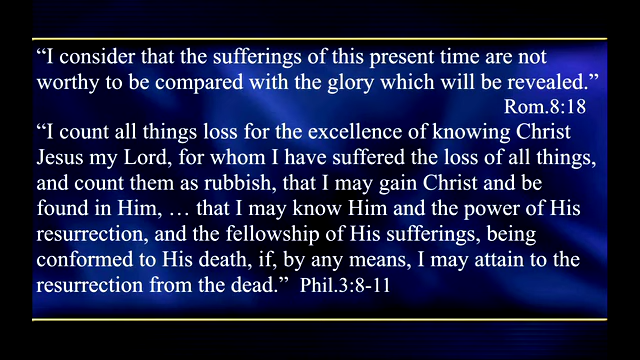 “I consider that the sufferings of this present time are not
worthy to be compared with the glory which will be revealed.”
Rom.8:18
“I count all things loss for the excellence of knowing Christ
Jesus my Lord, for whom I have suffered the loss of all things,
and count them as rubbish, that I may gain Christ and be
found in Him, … that I may know Him and the power of His
resurrection, and the fellowship of His sufferings, being
conformed to His death, if, by any means, I may attain to the
resurrection from the dead.” Phil.3:8-11